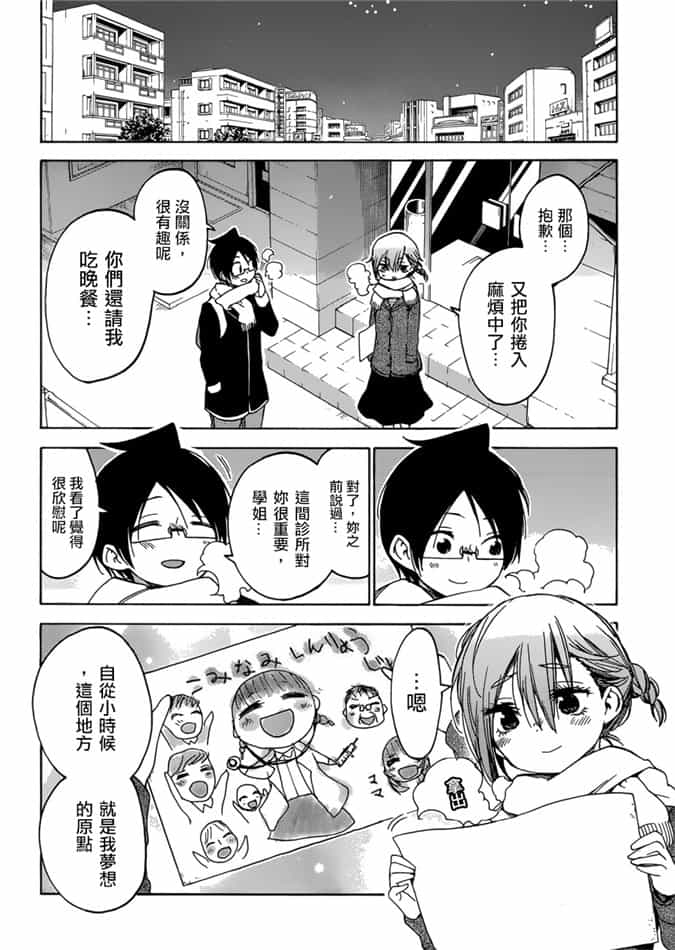 那個…
抱歉…
又把你捲入
麻煩中了…
沒關係，
很有趣呢
你們還請我
吃晚餐…
對了，妳之
前說過…
這間診所對
妳很重要，
學姐…
我看了覺得
很欣慰呢
…嗯
拿出
こみなみしんりょう
ママ
自從小時候
，這個地方
就是我夢想
的原點